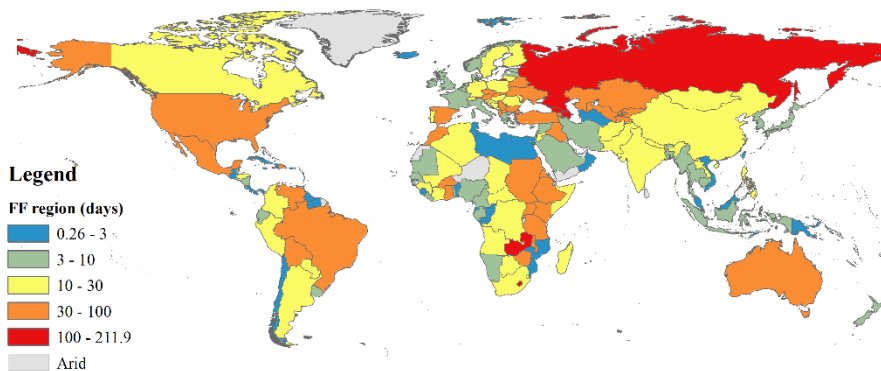 Legend
FF region (days)
0.26 - 3
3 - 10
10 - 30
30 - 100
100 - 211.9
Arid